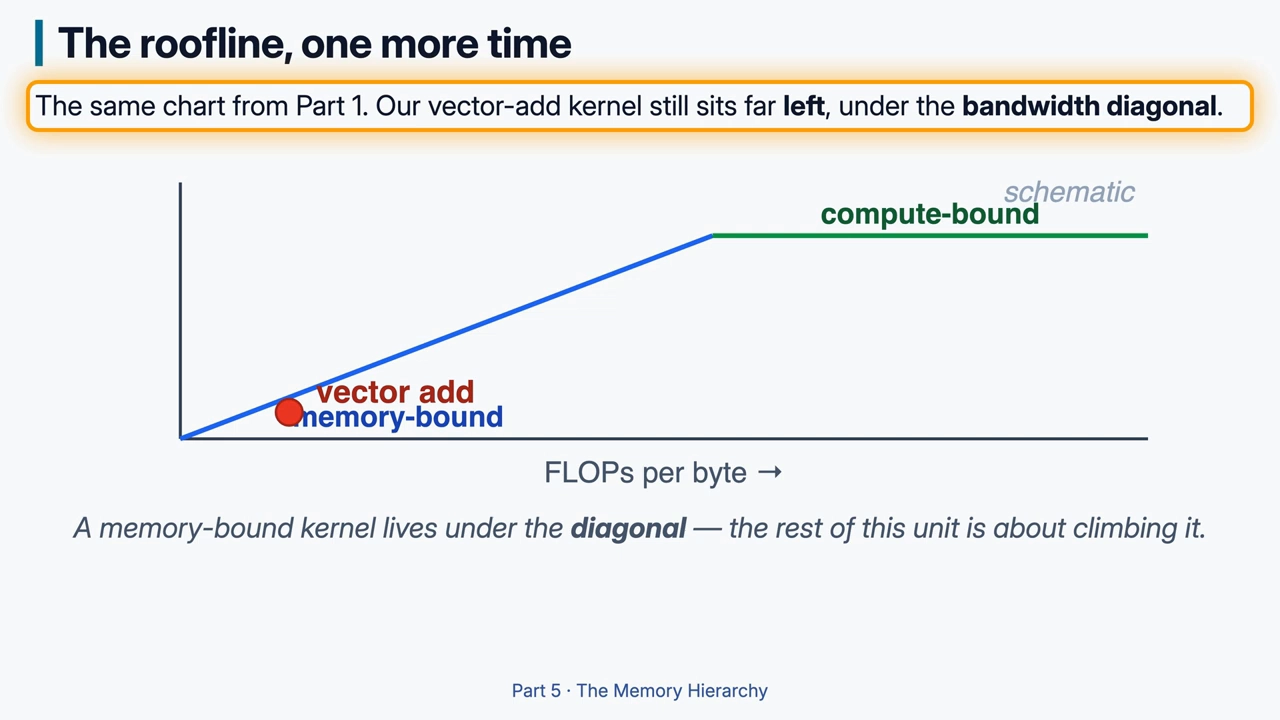 The roofline, one more time
The same chart from Part 1. Our vector-add kernel still sits far left, under the bandwidth diagonal.
schematic
compute-bound
vector add
memory-bound
FLOPs per byte →
A memory-bound kernel lives under the diagonal — the rest of this unit is about climbing it.
Part 5 · The Memory Hierarchy